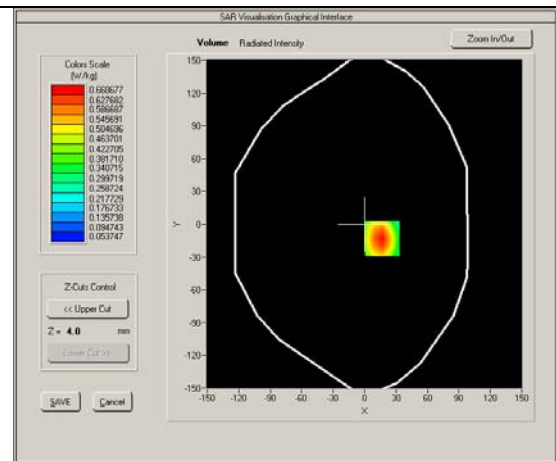 SAR Visualisation Graphical Interface
Volume Radiated Intensity
Zoom In/Out
Colors Scale
(W/kg)
0.668677
0.627682
0.586687
0.545691
0.504696
0.463701
0.422705
0.381710
0.340715
0.299719
0.258724
0.217729
0.176733
0.135738
0.094743
0.053747
Z-Cuts Control
<< Upper Cut
Z = 4.0 mm
Lower Cut >>
SAVE Cancel
150-
120-
90-
60-
30-
0-
-30-
-60-
-90-
-120-
-150-
Y
-150 -120 -90 -60 -30 0 30 60 90 120 150
X